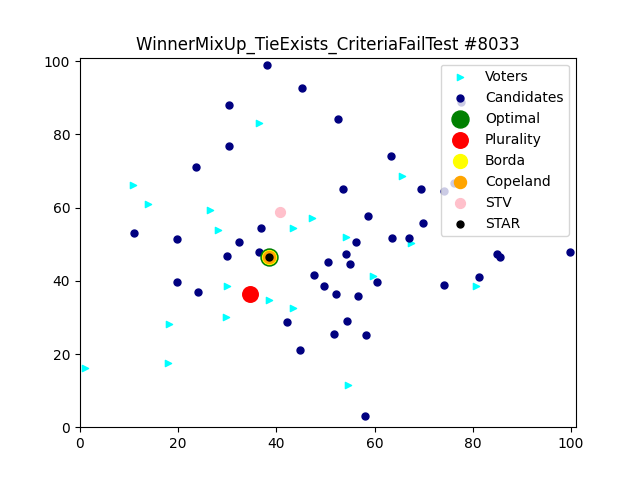 WinnerMixUp_TieExists_CriteriaFailTest #8033
100
80
60
40
20
0
0
20
40
60
80
100
Voters
Candidates
Optimal
Plurality
Borda
Copeland
STV
STAR